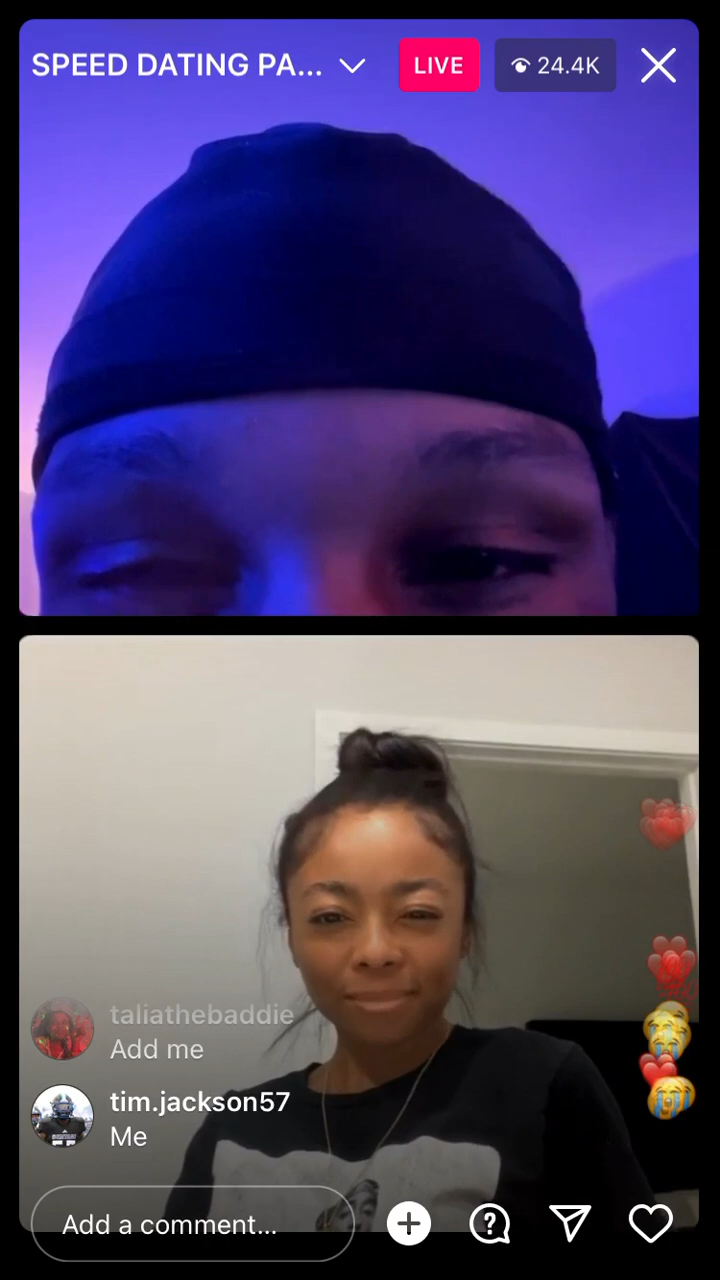 SPEED DATING PA...
LIVE
24.4K
taliathebaddie
Add me
tim.jackson57
Me
Add a comment...